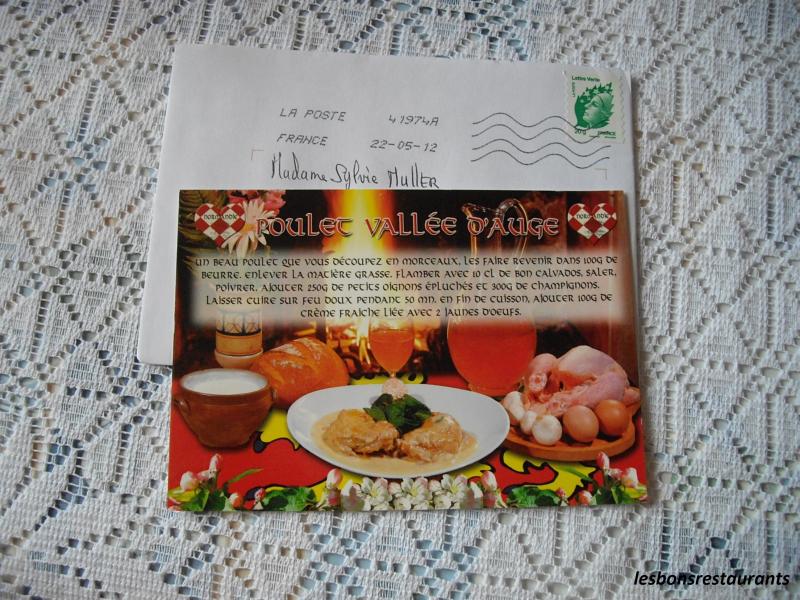 Lettre Verte
LA POSTE 41974A
FRANCE 22-05-12
20g FRANCE
Madame Sylvie Muller
NORMANDIE NORMANDIE
POULET VALLÉE D'AUGE
UN BEAU POULET QUE VOUS DÉCOUPEZ EN MORCEAUX, LES FAIRE REVENIR DANS 100G DE
BEURRE. ENLEVER LA MATIÈRE GRASSE. FLAMBER AVEC 10 CL DE BON CALVADOS, SALER,
POIVRER. AJOUTER 250G DE PETITS OIGNONS ÉPLUCHÉS ET 300G DE CHAMPIGNONS.
LAISSER CUIRE SUR FEU DOUX PENDANT 50 MN. EN FIN DE CUISSON, AJOUTER 100G DE
CRÈME FRAICHE LIÉE AVEC 2 JAUNES D'OEUFS.
lesbonsrestaurants